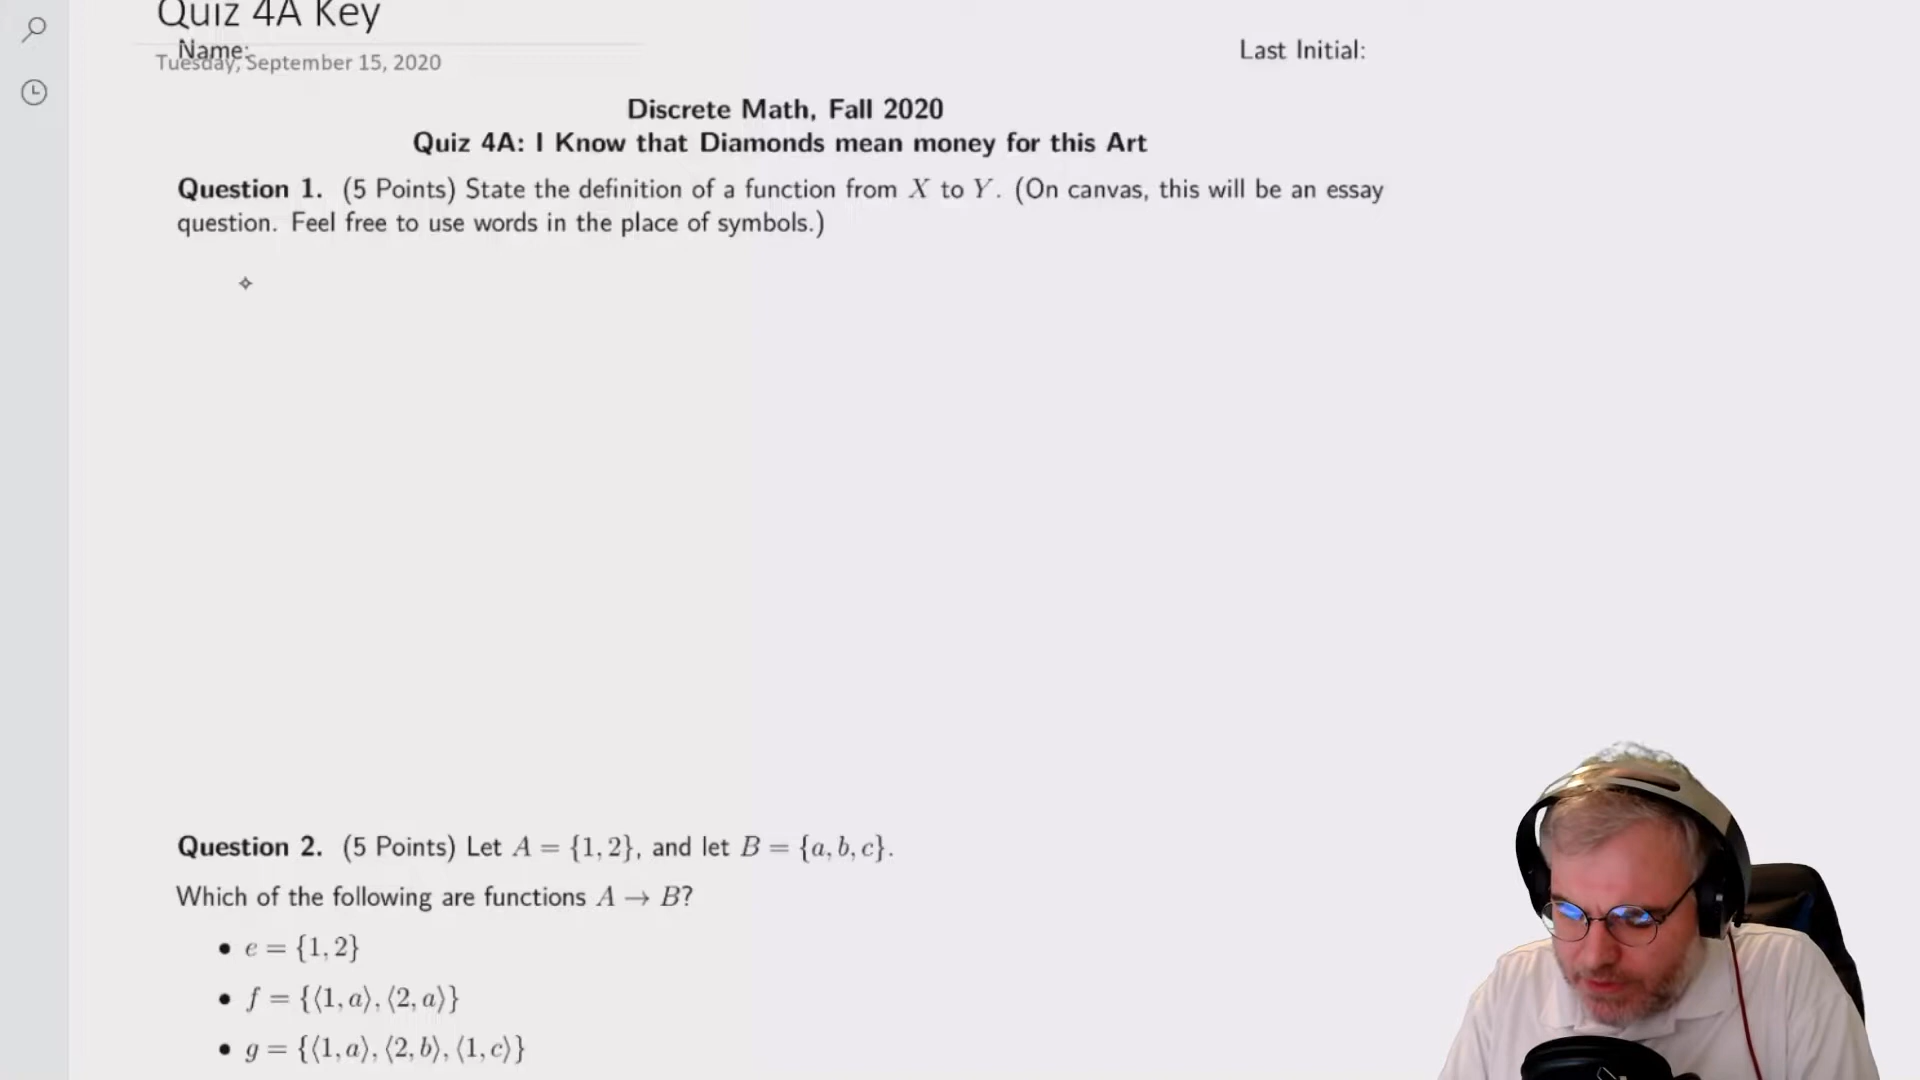 Quiz 4A Key
Name:
Last Initial:
Tuesday, September 15, 2020
Discrete Math, Fall 2020
Quiz 4A: I Know that Diamonds mean money for this Art
Question 1. (5 Points) State the definition of a function from X to Y. (On canvas, this will be an essay
question. Feel free to use words in the place of symbols.)
Question 2. (5 Points) Let A = {1, 2}, and let B = {a, b, c}.
Which of the following are functions A → B?
• e = {1, 2}
• f = {⟨1, a⟩, ⟨2, a⟩}
• g = {⟨1, a⟩, ⟨2, b⟩, ⟨1, c⟩}